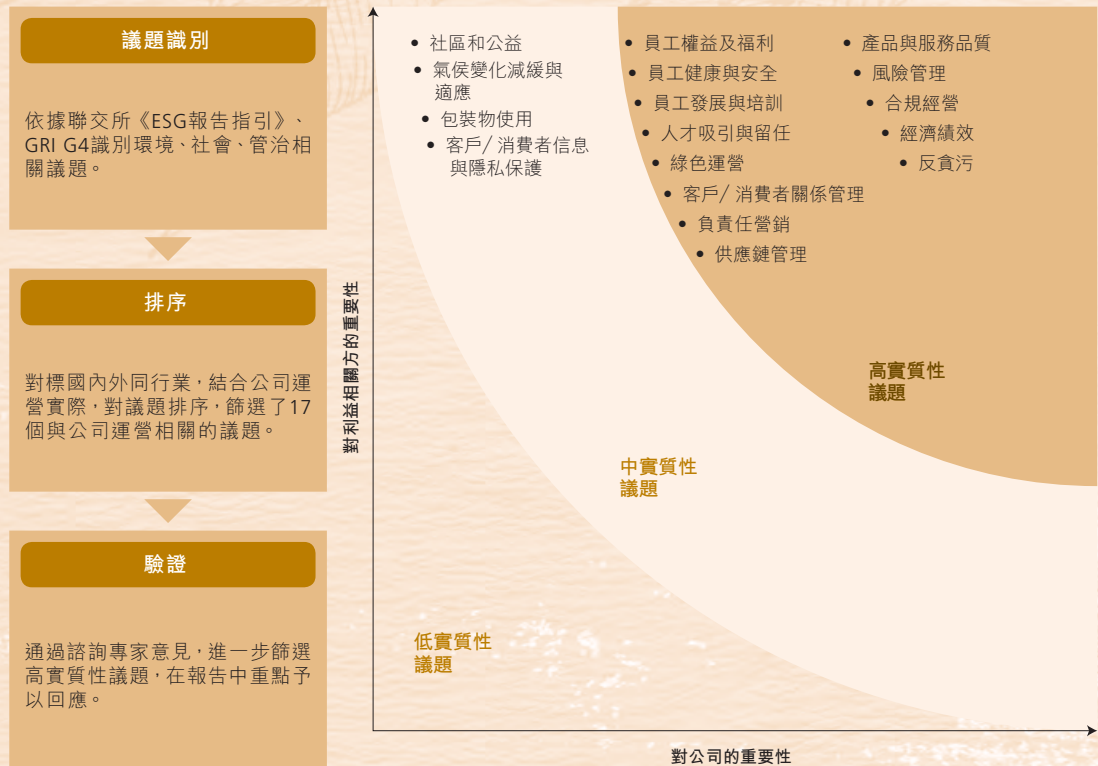 議題識別
依據聯交所《ESG報告指引》、
GRI G4識別環境、社會、管治相
關議題。
排序
對標國內外同行業，結合公司運
營實際，對議題排序，篩選了17
個與公司運營相關的議題。
驗證
通過諮詢專家意見，進一步篩選
高實質性議題，在報告中重點予
以回應。
對利益相關方的重要性
• 社區和公益
• 氣侯變化減緩與
適應
• 包裝物使用
• 客戶/消費者信息
與隱私保護
• 員工權益及福利
• 員工健康與安全
• 員工發展與培訓
• 人才吸引與留任
• 綠色運營
• 客戶/消費者關係管理
• 負責任營銷
• 供應鏈管理
• 產品與服務品質
• 風險管理
• 合規經營
• 經濟績效
• 反貪污
高實質性
議題
中實質性
議題
低實質性
議題
對公司的重要性